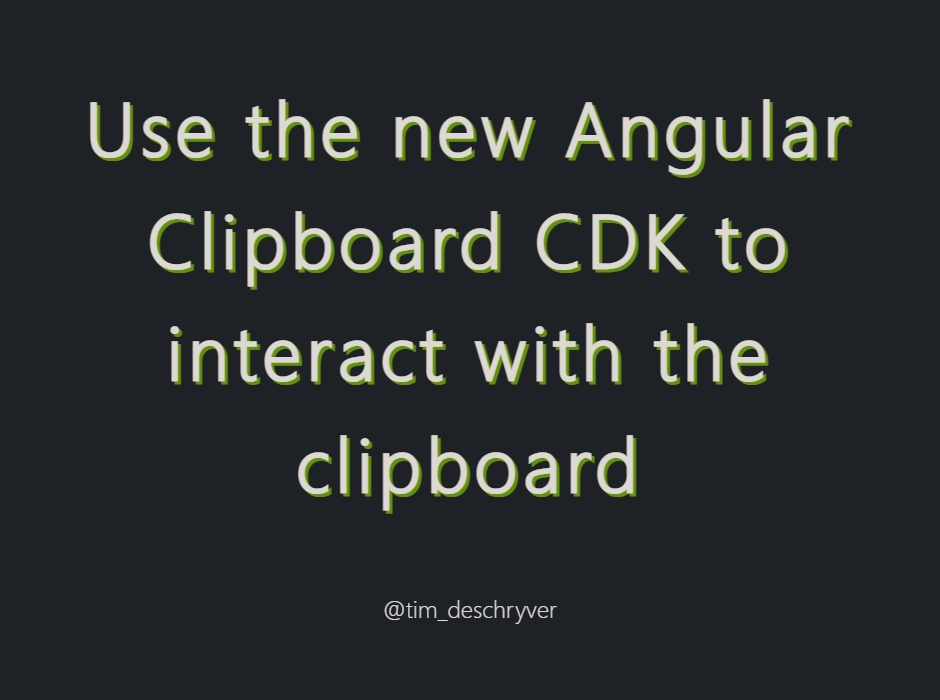 Use the new Angular
Clipboard CDK to
interact with the
clipboard
@tim_deschryver